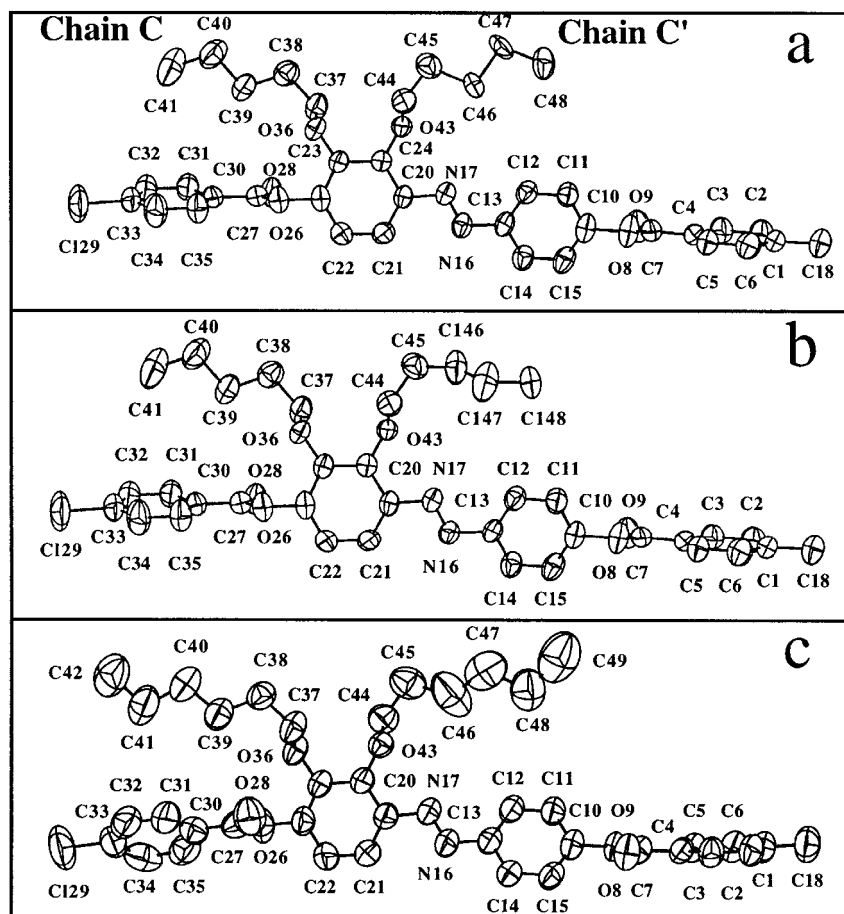 Chain C Chain C' a
C40 C38 C45 C47
C41 C39 C37 C44 C46 C48
O36 O43
C32 C31 C30 O28 C23 C24 C20 N17 C12 C11 C10 O9 C4 C3 C2
Cl29 C33 C27 O26 C13 O8 C7 C5 C1 C18
C34 C35 C22 C21 N16 C14 C15 C6
b
C40 C38 C45 C146
C41 C39 C37 C44 C147 C148
O36 O43
C32 C31 C30 O28 C20 N17 C12 C11 C10 O9 C4 C3 C2
Cl29 C33 C27 O26 C13 O8 C7 C5 C1 C18
C34 C35 C22 C21 N16 C14 C15 C6
c
C42 C40 C38 C45 C47 C49
C41 C39 C37 C44 C46 C48
O36 O43
C33 C32 C31 C30 O28 C20 N17 C12 C11 C10 O9 C4 C5 C6
Cl29 C34 C35 C27 O26 C13 O8 C7 C3 C2 C1 C18
C22 C21 N16 C14 C15